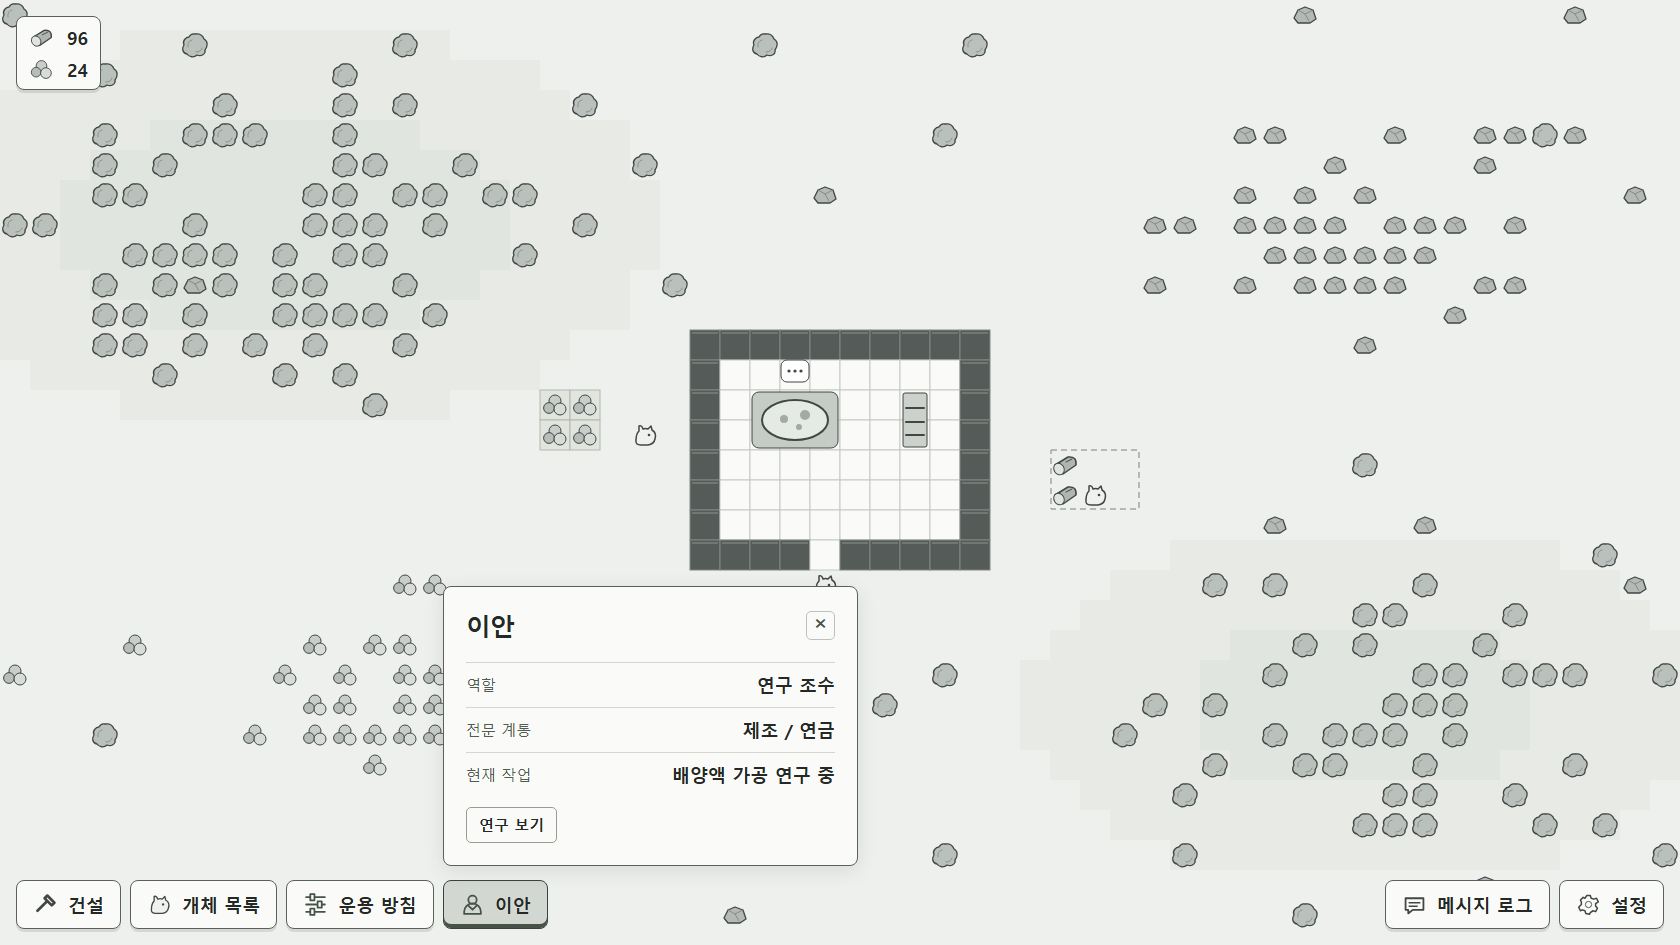 96
24
이안
×
역할
연구 조수
전문 계통
제조 / 연금
현재 작업
배양액 가공 연구 중
연구 보기
건설
개체 목록
운용 방침
이안
메시지 로그
설정